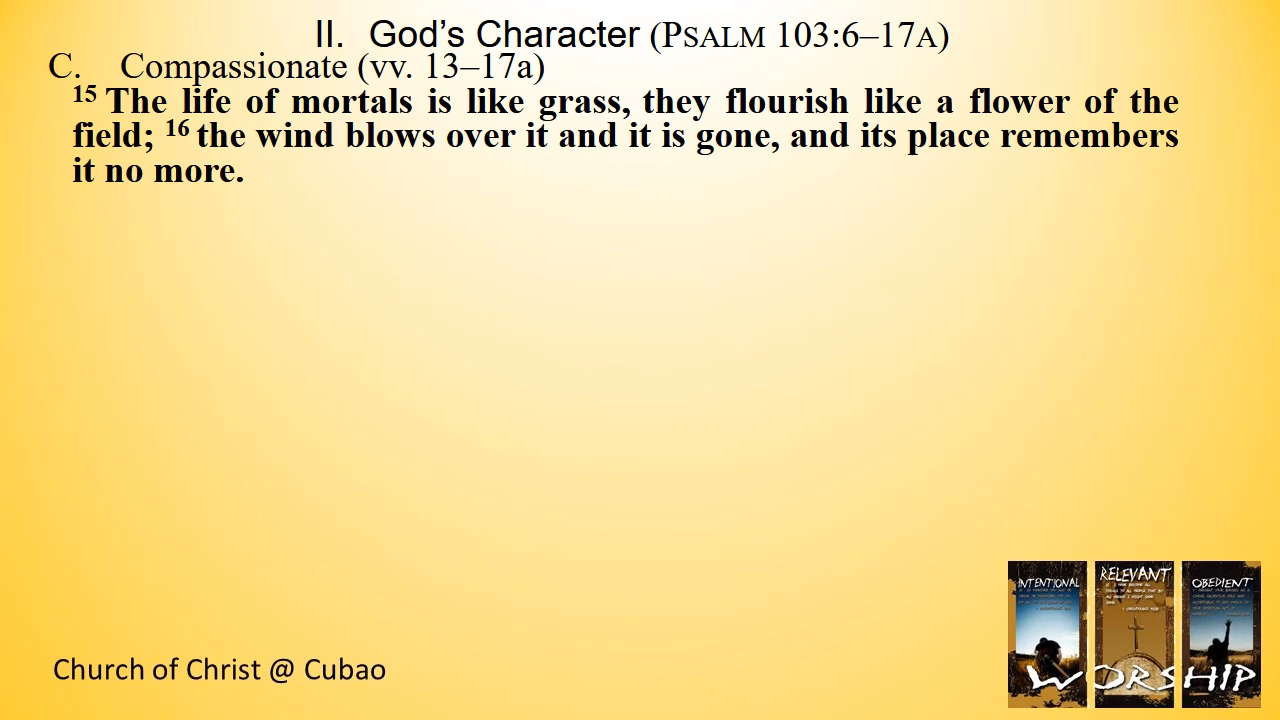 II. God’s Character (PSALM 103:6–17A)
C. Compassionate (vv. 13–17a)
15 The life of mortals is like grass, they flourish like a flower of the
field; 16 the wind blows over it and it is gone, and its place remembers
it no more.
INTENTIONAL
RELEVANT
OBEDIENT
WORSHIP
Church of Christ @ Cubao